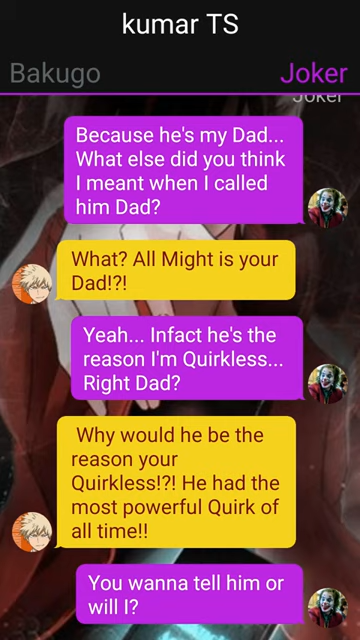 kumar TS
Bakugo
Joker
Joker
Because he's my Dad...
What else did you think
I meant when I called
him Dad?
What? All Might is your
Dad!?!
Yeah... Infact he's the
reason I'm Quirkless...
Right Dad?
Why would he be the
reason your
Quirkless!?! He had the
most powerful Quirk of
all time!!
You wanna tell him or
will I?